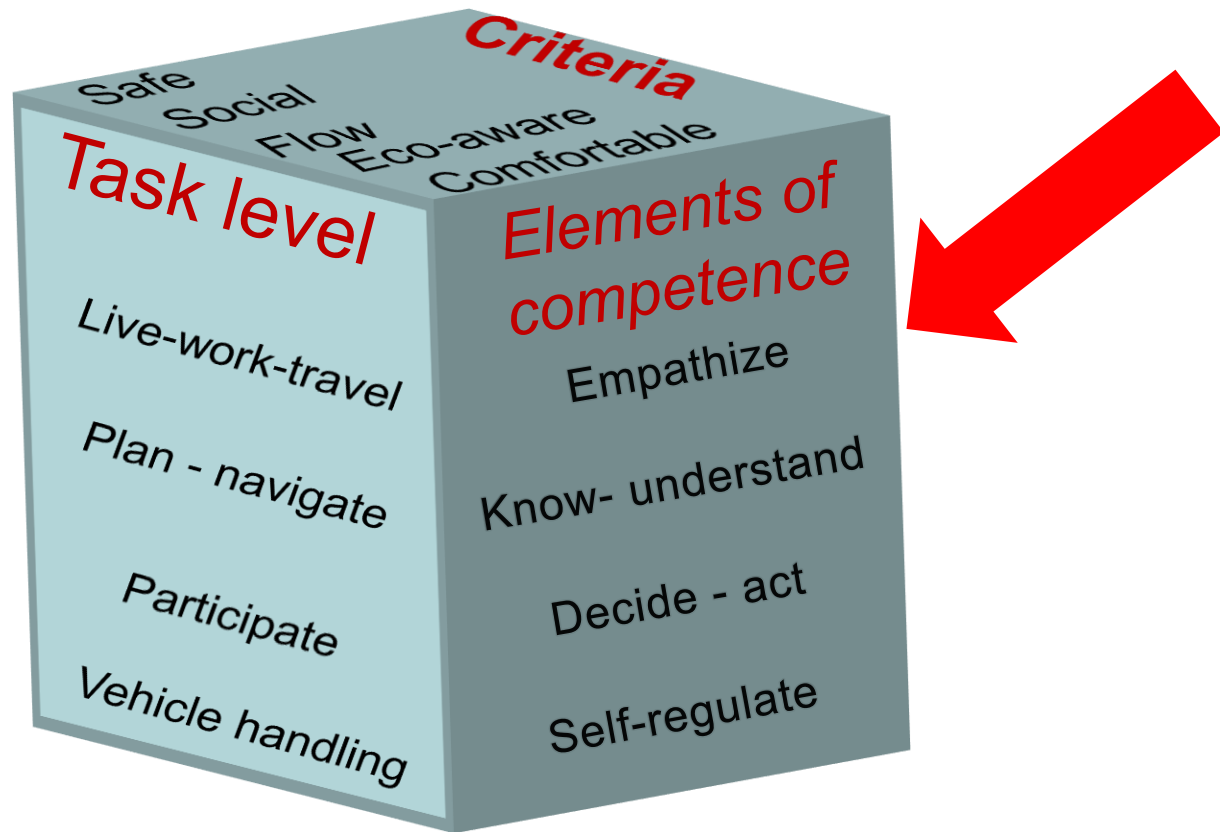 Criteria
Safe
Social
Flow
Eco-aware
Comfortable
Task level
Live-work-travel
Plan - navigate
Participate
Vehicle handling
Elements of
competence
Empathize
Know- understand
Decide - act
Self-regulate